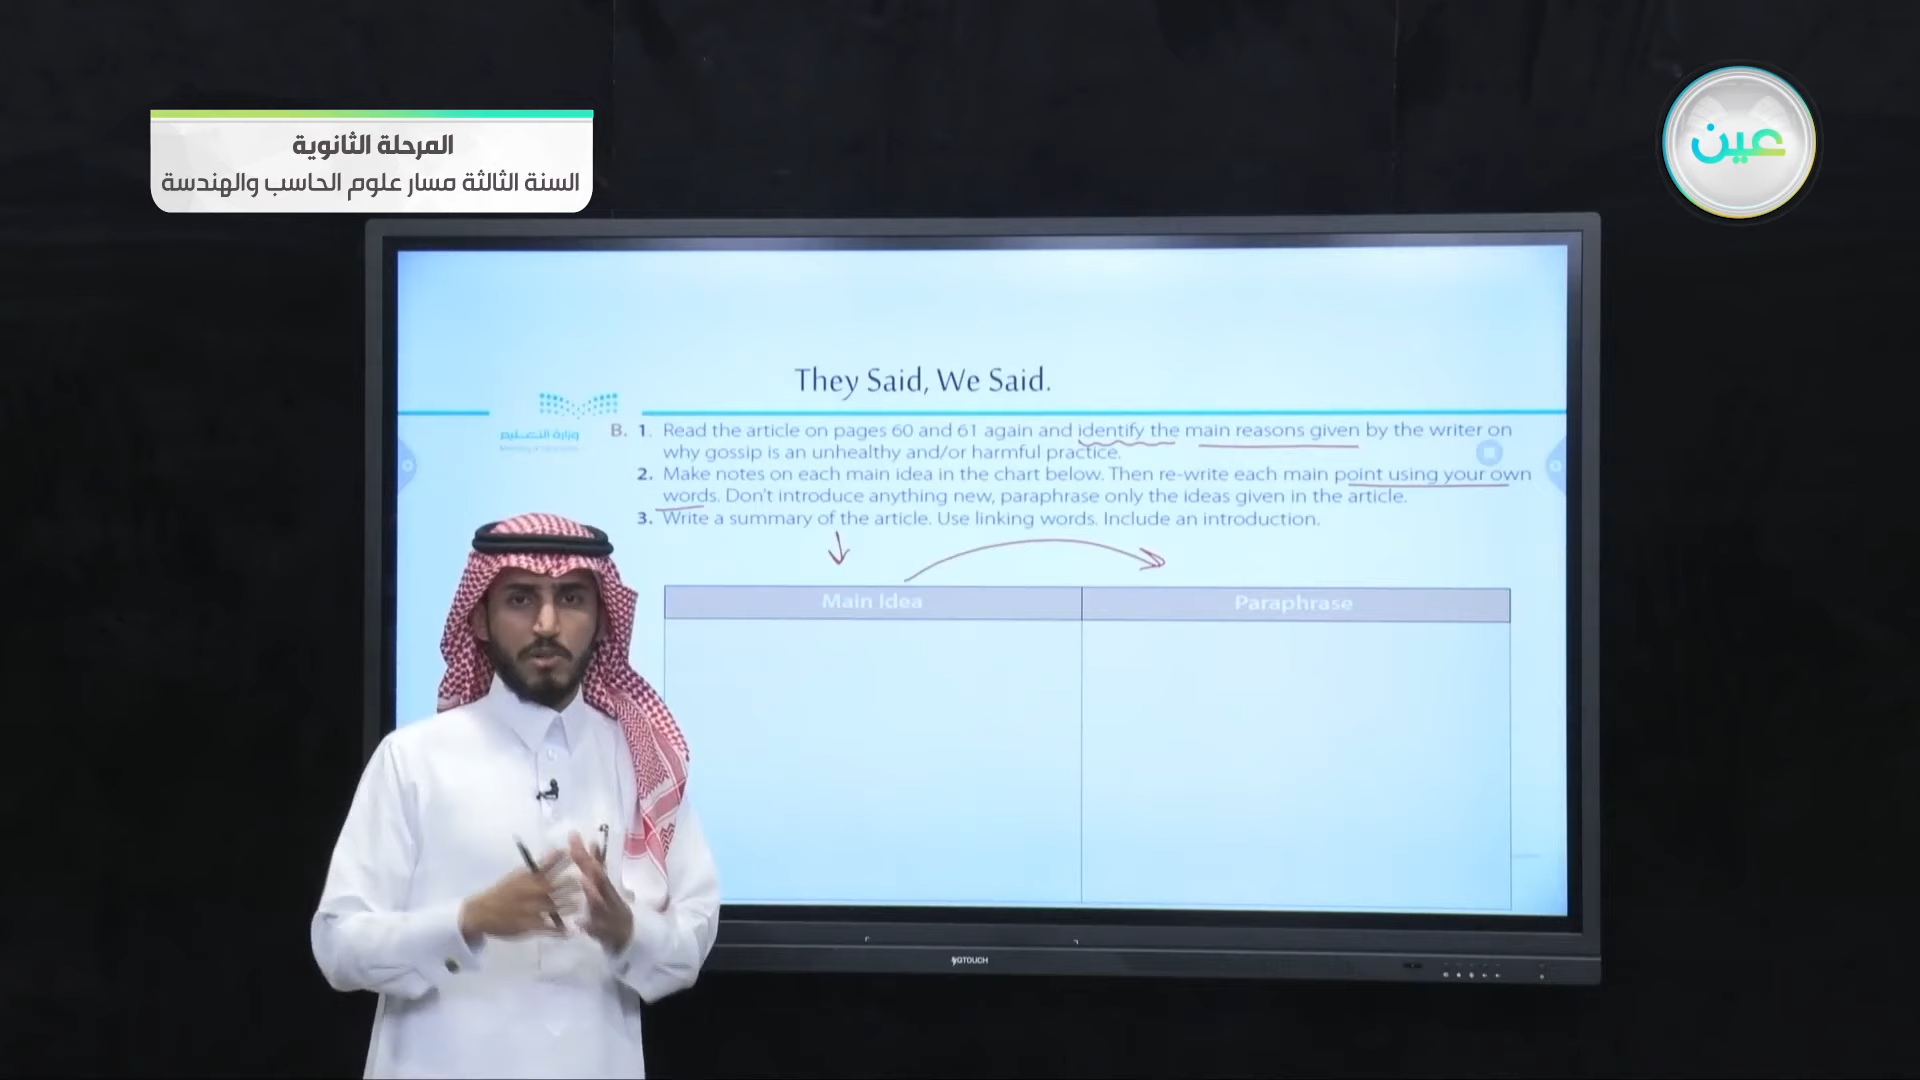 المرحلة الثانوية
السنة الثالثة مسار علوم الحاسب والهندسة
عين
They Said, We Said.
وزارة التعليم
B. 1. Read the article on pages 60 and 61 again and identify the main reasons given by the writer on
why gossip is an unhealthy and/or harmful practice.
2. Make notes on each main idea in the chart below. Then re-write each main point using your own
words. Don't introduce anything new, paraphrase only the ideas given in the article.
3. Write a summary of the article. Use linking words. Include an introduction.
Main Idea
Paraphrase